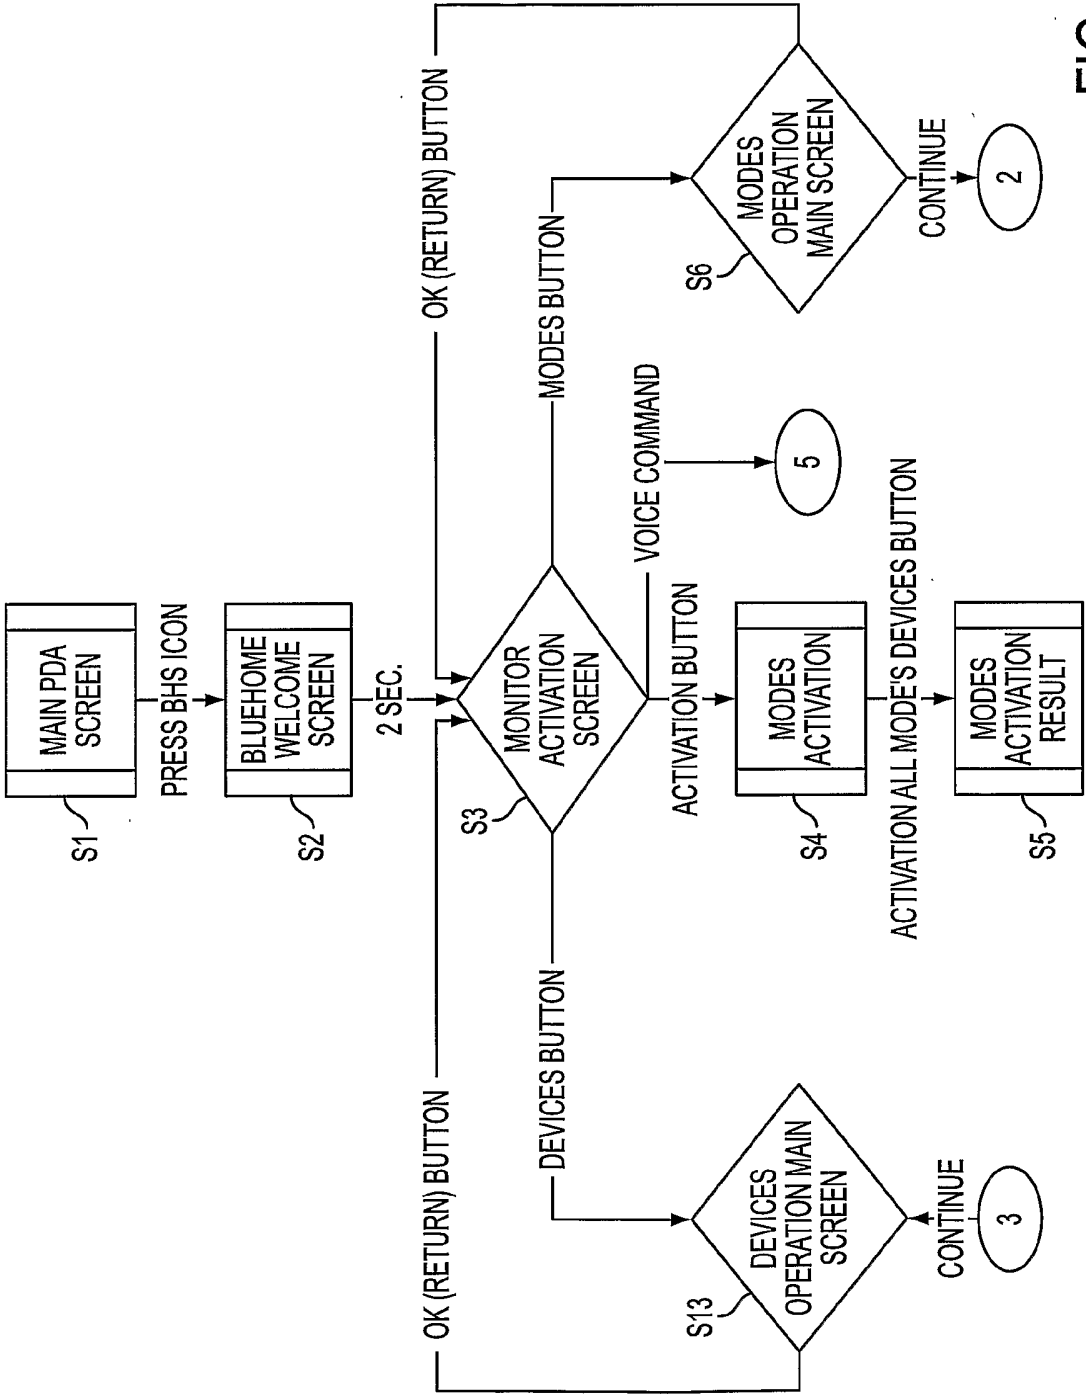 MAIN PDA
SCREEN
S1
PRESS BHS ICON
BLUEHOME
WELCOME
SCREEN
S2
2 SEC.
OK (RETURN) BUTTON
OK (RETURN) BUTTON
MONITOR
ACTIVATION
SCREEN
S3
DEVICES BUTTON
MODES BUTTON
VOICE COMMAND
5
ACTIVATION BUTTON
MODES
ACTIVATION
S4
ACTIVATION ALL MODE'S DEVICES BUTTON
MODES
ACTIVATION
RESULT
S5
DEVICES
OPERATION MAIN
SCREEN
S13
CONTINUE
3
MODES
OPERATION
MAIN SCREEN
S6
CONTINUE
2